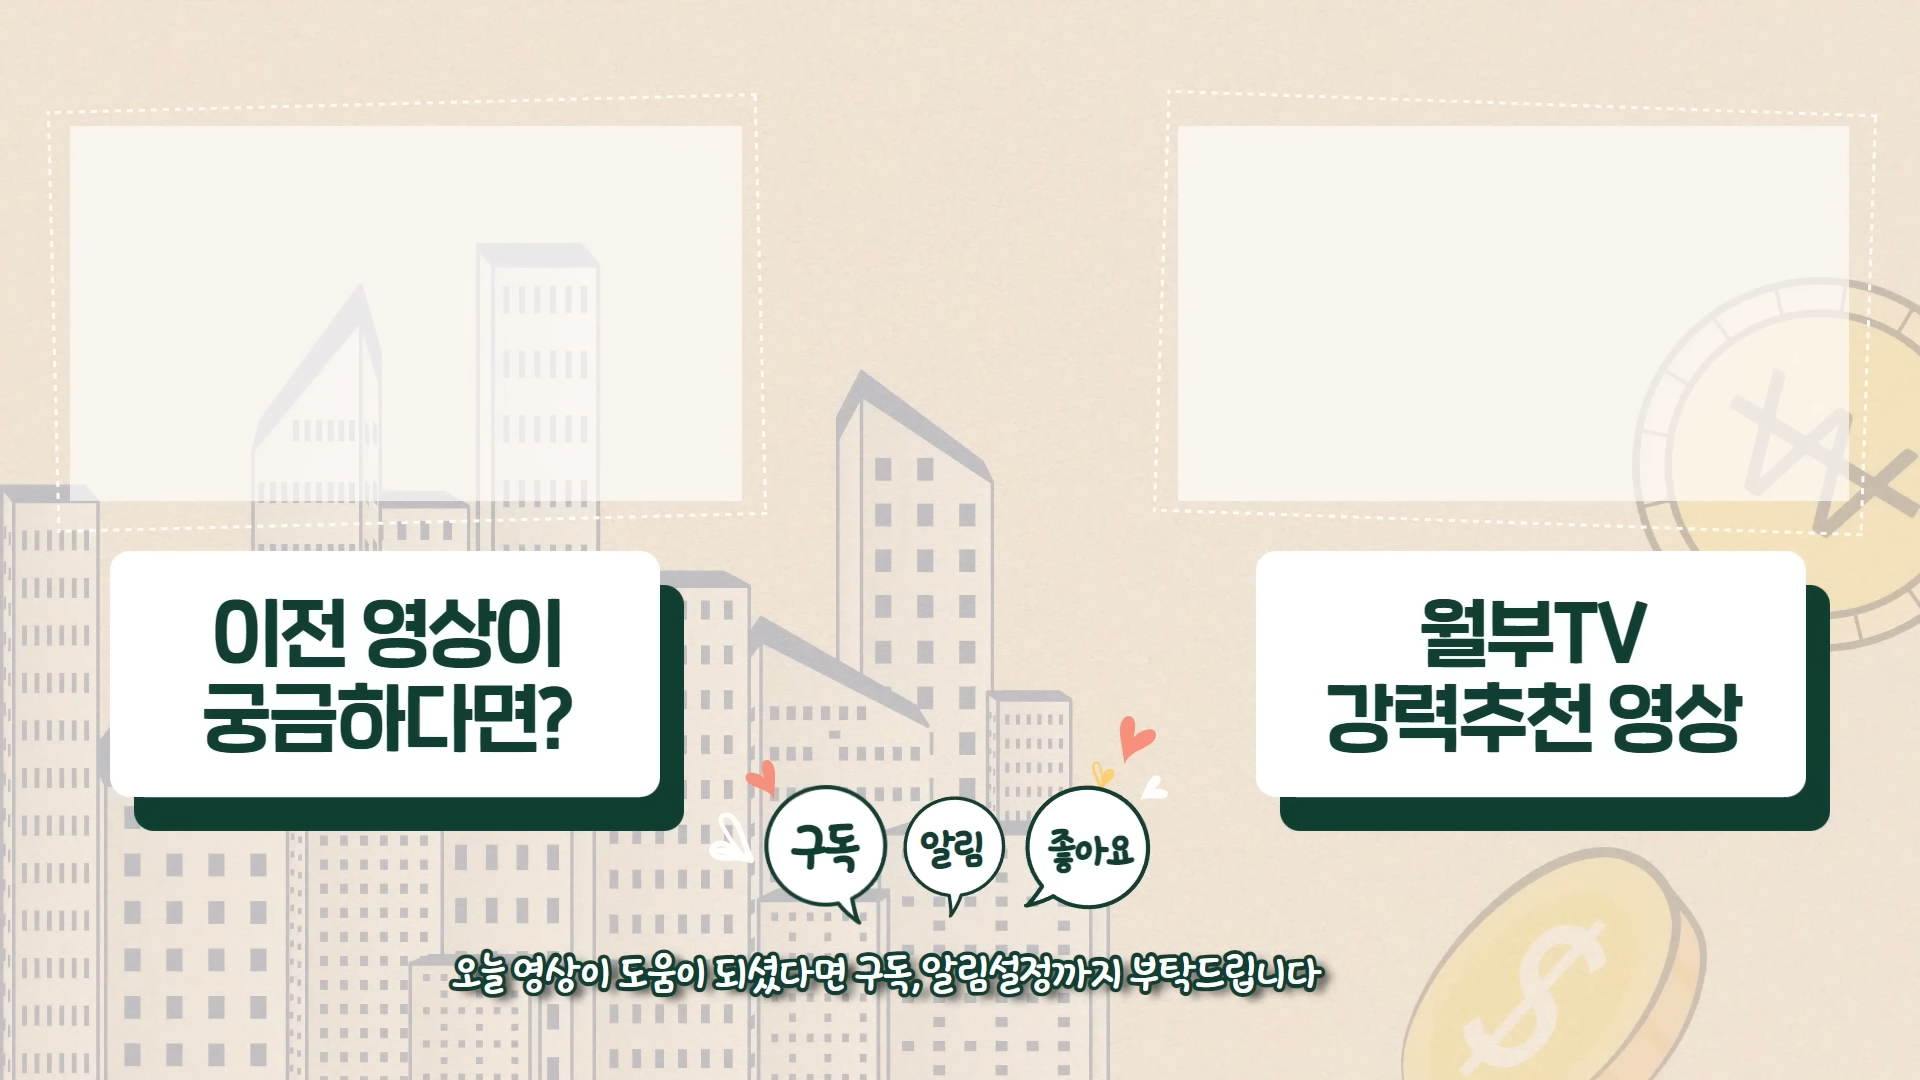 이전 영상이
궁금하다면?
월부TV
강력추천 영상
구독
알림
좋아요
오늘 영상이 도움이 되셨다면 구독,알림설정까지 부탁드립니다